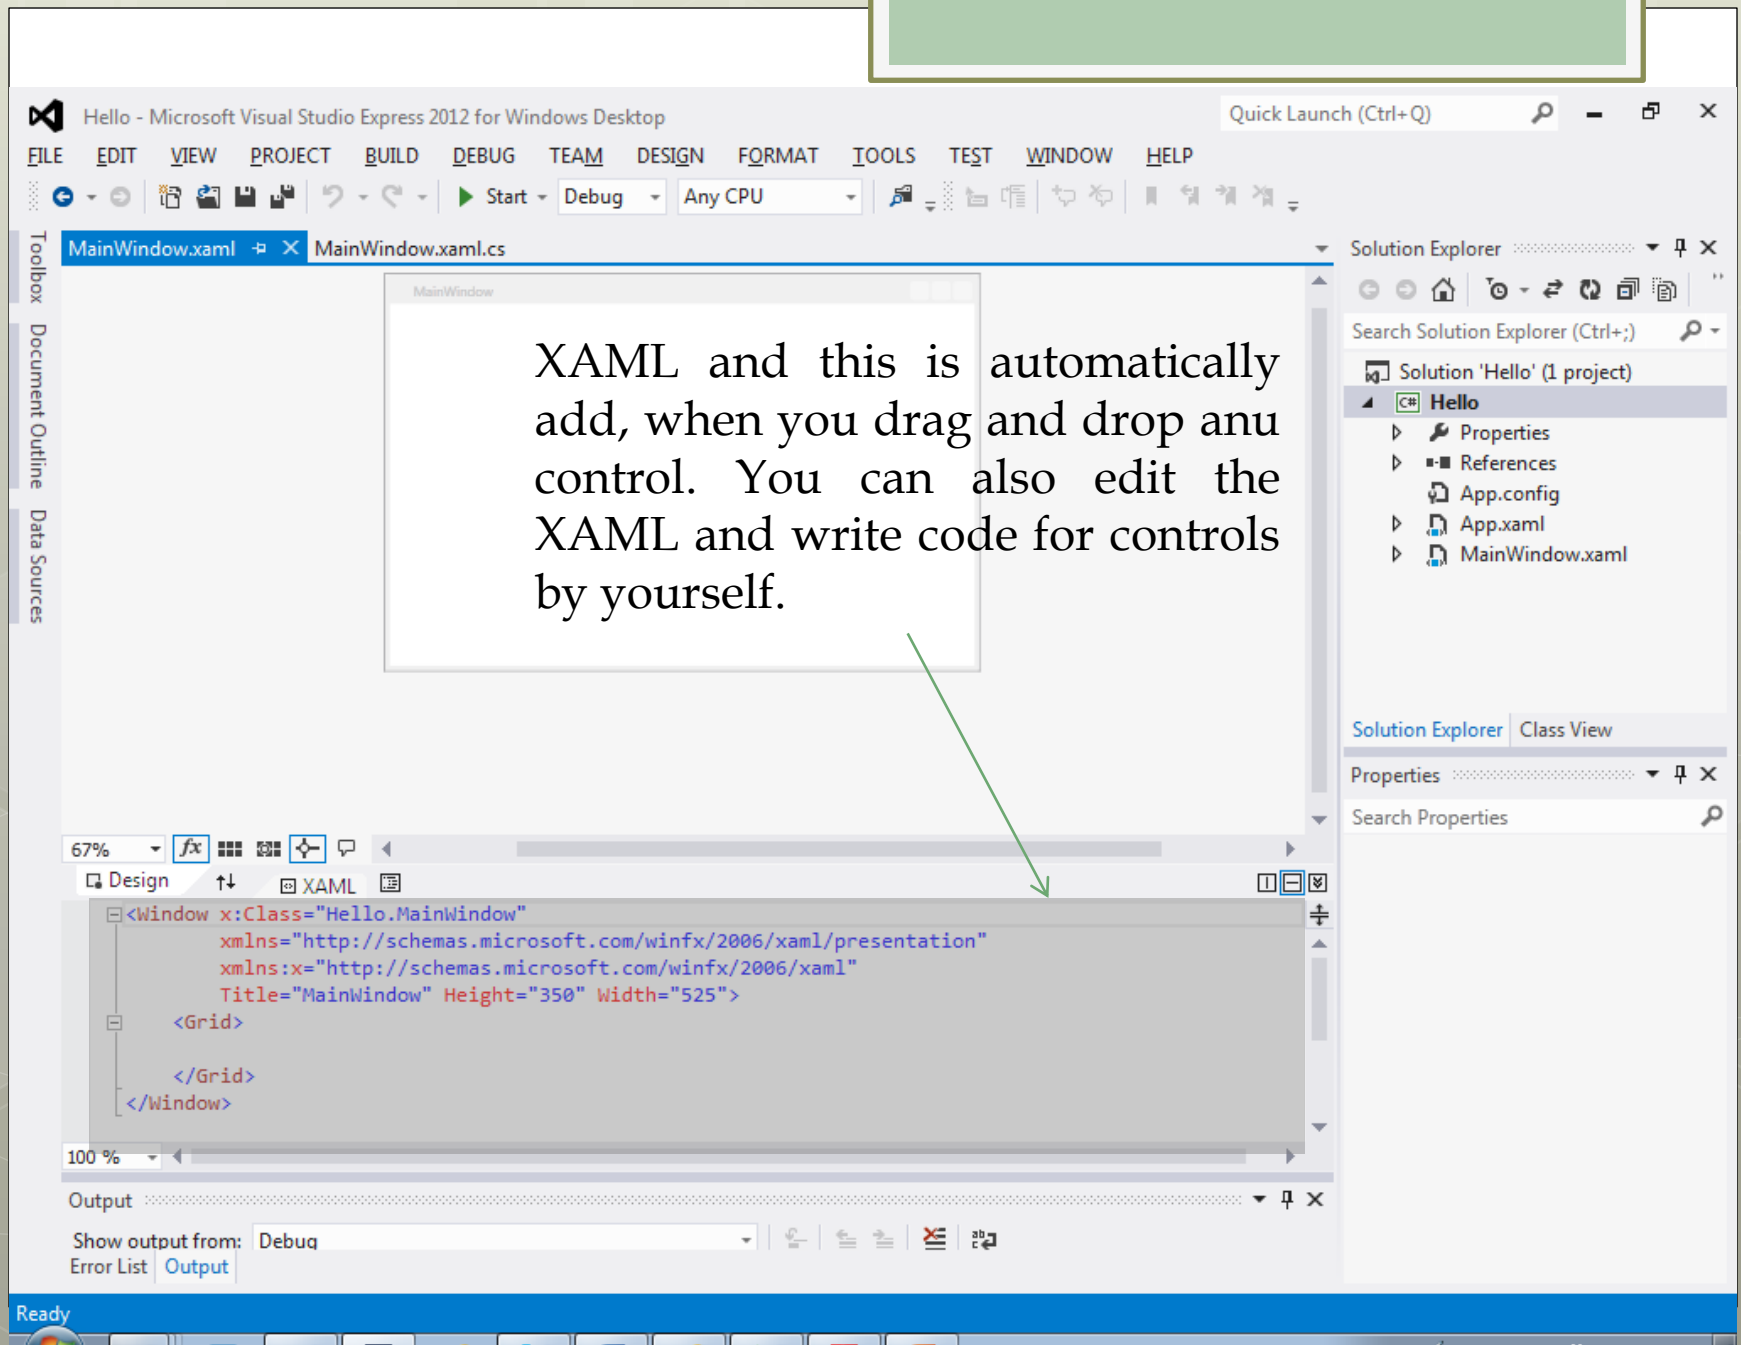 Hello - Microsoft Visual Studio Express 2012 for Windows Desktop
Quick Launch (Ctrl+Q)
FILE EDIT VIEW PROJECT BUILD DEBUG TEAM DESIGN FORMAT TOOLS TEST WINDOW HELP
Start Debug Any CPU
Toolbox
Document Outline
Data Sources
MainWindow.xaml MainWindow.xaml.cs
MainWindow
XAML and this is automatically
add, when you drag and drop anu
control. You can also edit the
XAML and write code for controls
by yourself.
67% fx
Design XAML
<Window x:Class="Hello.MainWindow"
xmlns="http://schemas.microsoft.com/winfx/2006/xaml/presentation"
xmlns:x="http://schemas.microsoft.com/winfx/2006/xaml"
Title="MainWindow" Height="350" Width="525">
<Grid>
</Grid>
</Window>
100 %
Output
Show output from: Debug
Error List Output
Solution Explorer
Search Solution Explorer (Ctrl+;)
Solution 'Hello' (1 project)
C# Hello
Properties
References
App.config
App.xaml
MainWindow.xaml
Solution Explorer Class View
Properties
Search Properties
Ready